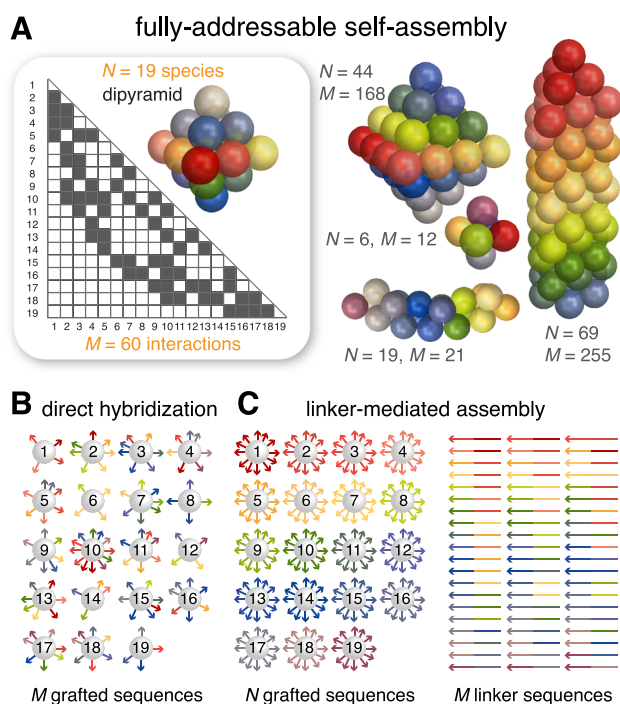 A
fully-addressable self-assembly
N = 19 species
dipyramid
1
2
3
4
5
6
7
8
9
10
11
12
13
14
15
16
17
18
19
1 2 3 4 5 6 7 8 9 10 11 12 13 14 15 16 17 18 19
M = 60 interactions
N = 44
M = 168
N = 6, M = 12
N = 19, M = 21
N = 69
M = 255
B direct hybridization
1 2 3 4
5 6 7 8
9 10 11 12
13 14 15 16
17 18 19
M grafted sequences
C linker-mediated assembly
1 2 3 4
5 6 7 8
9 10 11 12
13 14 15 16
17 18 19
N grafted sequences
M linker sequences